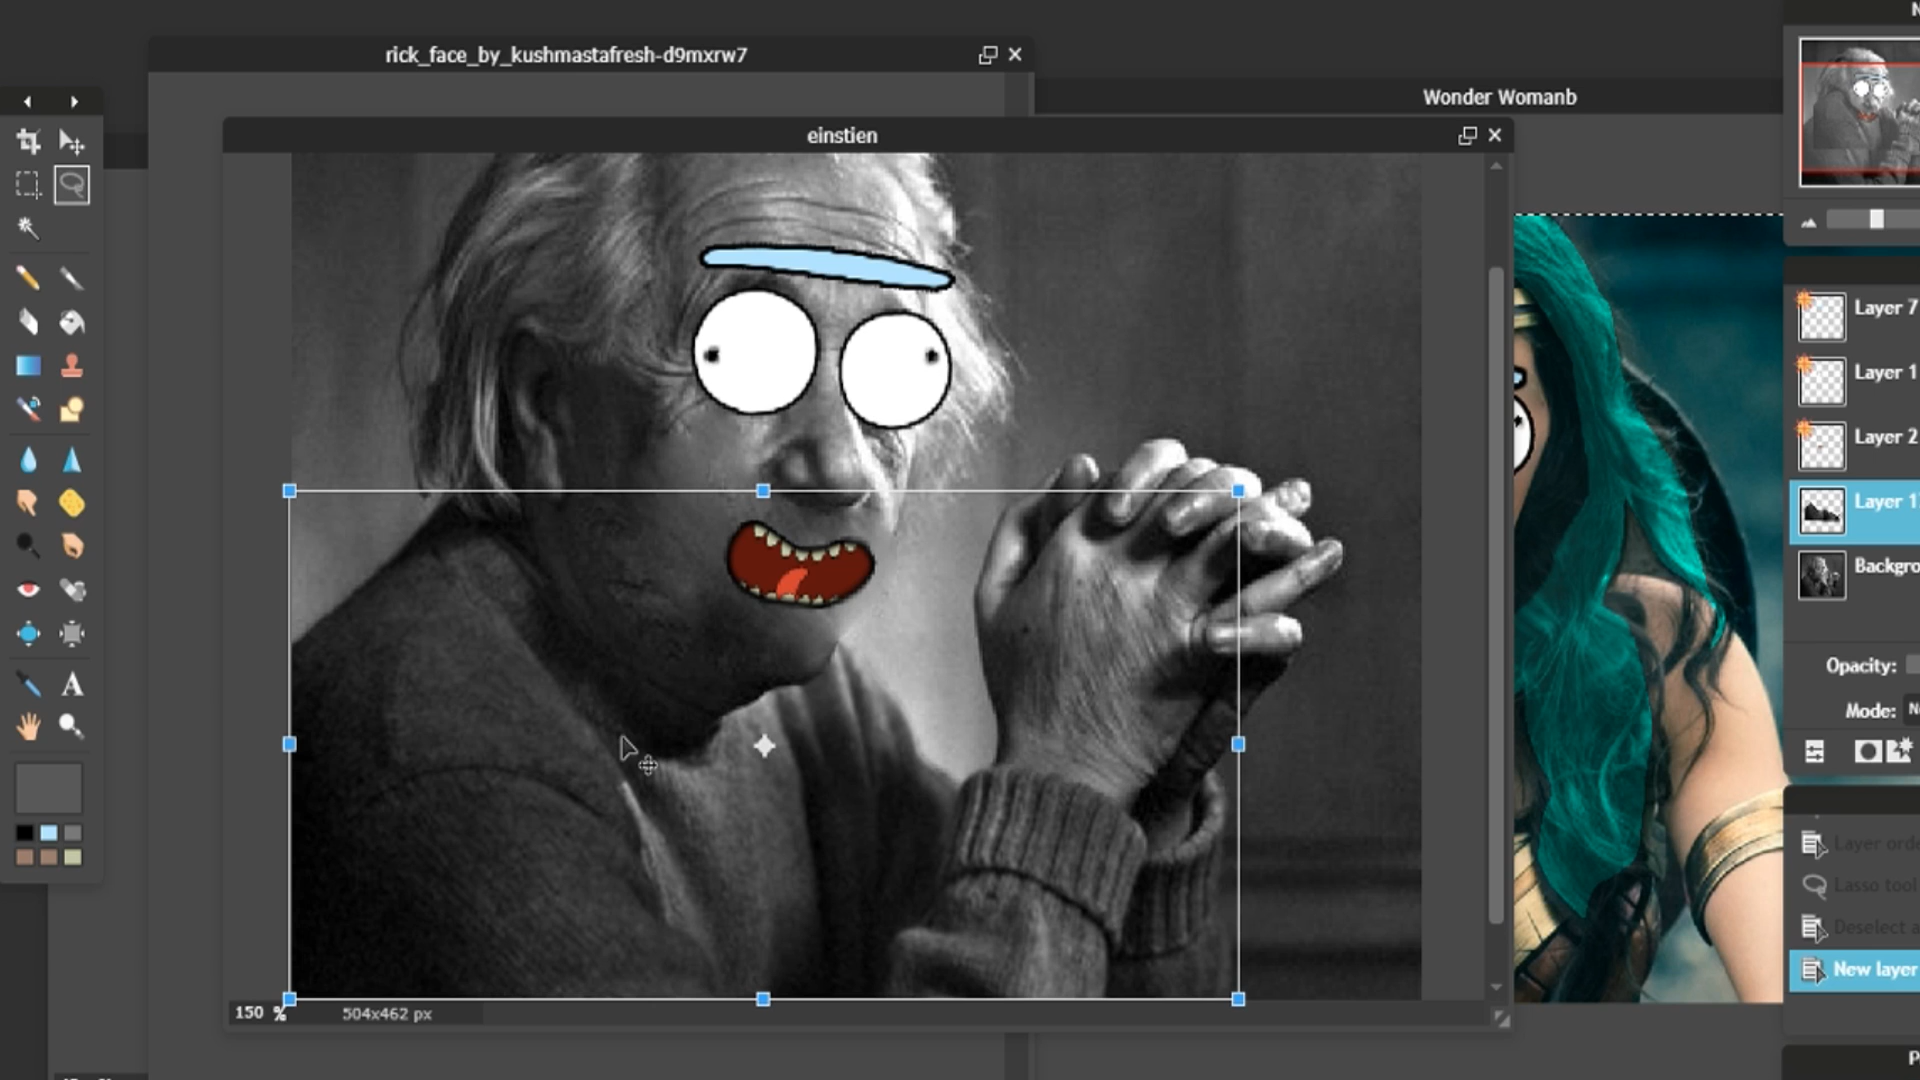 rick_face_by_kushmastafresh-d9mxrw7
Wonder Womanb
einstien
Layer 7
Layer 1
Layer 2
Layer 1
Backgro
Opacity:
Mode:
Layer orde
Lasso tool
Deselect a
New layer
A
150 %
504x462 px